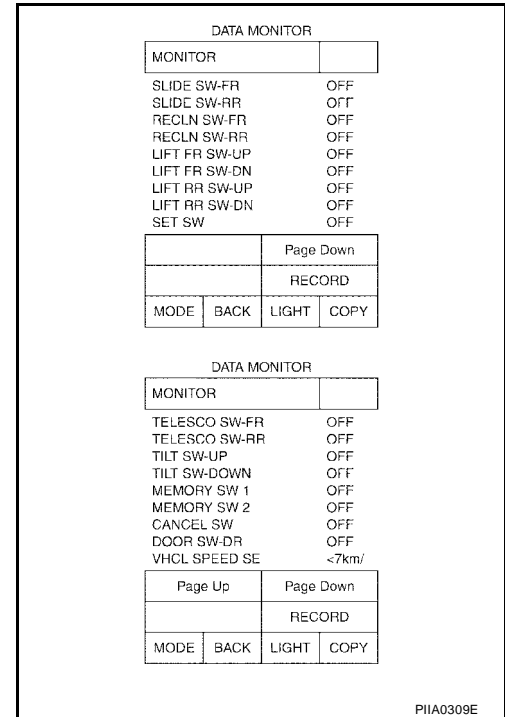 DATA MONITOR
MONITOR
SLIDE SW-FR OFF
SLIDE SW-RR OFF
RECLN SW-FR OFF
RECLN SW-RR OFF
LIFT FR SW-UP OFF
LIFT FR SW-DN OFF
LIFT RR SW-UP OFF
LIFT RR SW-DN OFF
SET SW OFF
Page Down
RECORD
MODE BACK LIGHT COPY
DATA MONITOR
MONITOR
TELESCO SW-FR OFF
TELESCO SW-RR OFF
TILT SW-UP OFF
TILT SW-DOWN OFF
MEMORY SW 1 OFF
MEMORY SW 2 OFF
CANCEL SW OFF
DOOR SW-DR OFF
VHCL SPEED SE <7km/
Page Up Page Down
RECORD
MODE BACK LIGHT COPY
PIIA0309E